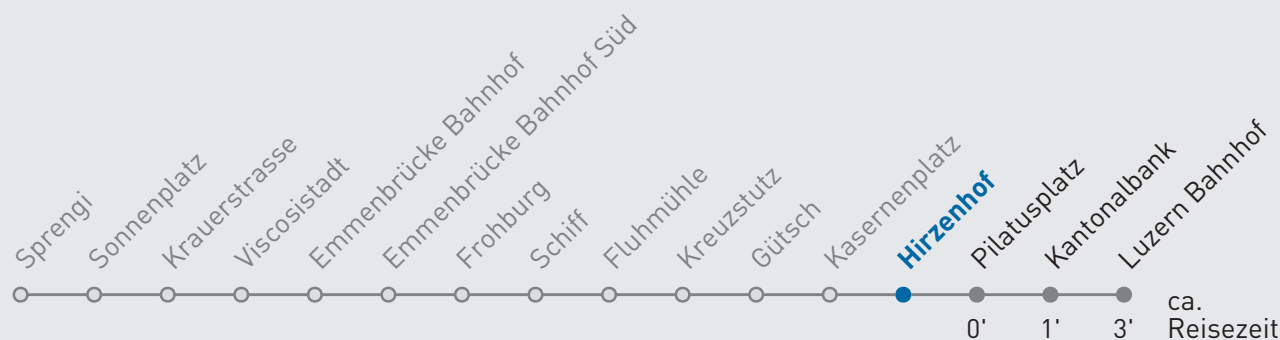 Sprengi
Sonnenplatz
Krauerstrasse
Viscosistadt
Emmenbrücke Bahnhof
Emmenbrücke Bahnhof Süd
Frohburg
Schiff
Fluhmühle
Kreuzstutz
Gütsch
Kasernenplatz
Hirzenhof
Pilatusplatz
Kantonalbank
Luzern Bahnhof
ca.
0' 1' 3' Reisezeit